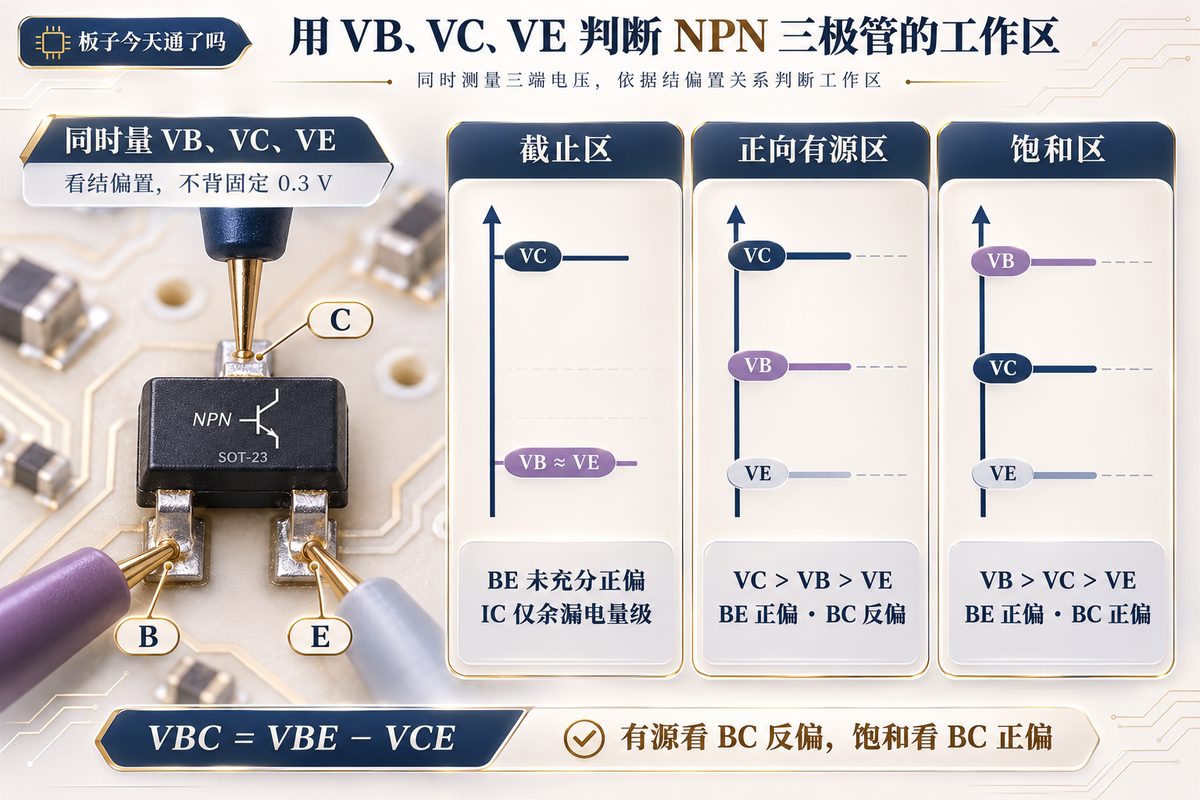 板子今天通了吗
用 VB、VC、VE 判断 NPN 三极管的工作区
同时测量三端电压，依据结偏置关系判断工作区
同时量 VB、VC、VE
看结偏置，不背固定 0.3 V
C
NPN
SOT-23
B
E
截止区
VC
VB ≈ VE
BE 未充分正偏
IC 仅余漏电量级
正向有源区
VC
VB
VE
VC > VB > VE
BE 正偏 · BC 反偏
饱和区
VB
VC
VE
VB > VC > VE
BE 正偏 · BC 正偏
VBC = VBE − VCE
有源看 BC 反偏，饱和看 BC 正偏